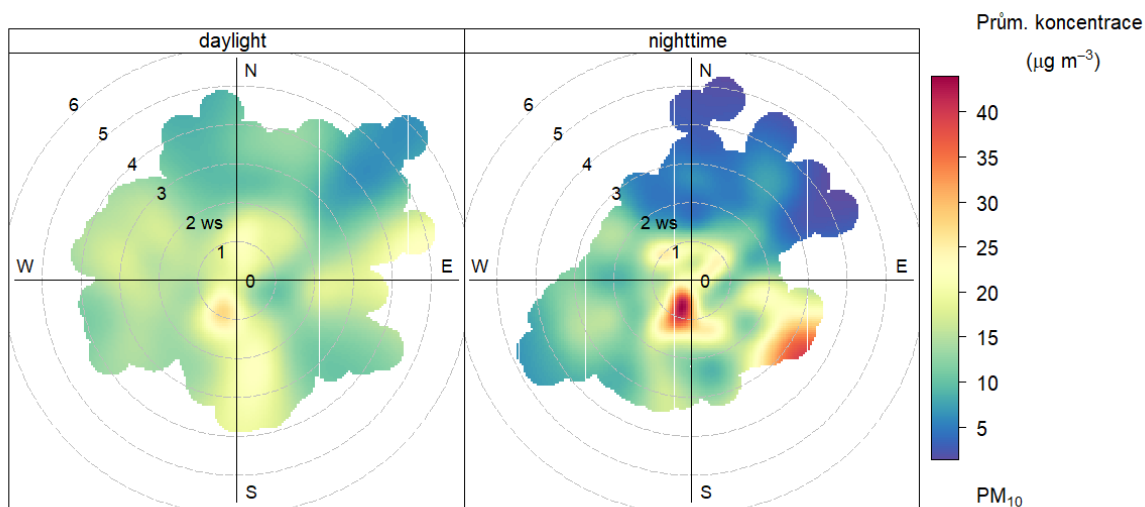 daylight
nighttime
N
6
5
4
3
2 ws
1
0
W
E
S
N
6
5
4
3
2 ws
1
0
W
E
S
Prům. koncentrace
(μg m⁻³)
40
35
30
25
20
15
10
5
PM₁₀